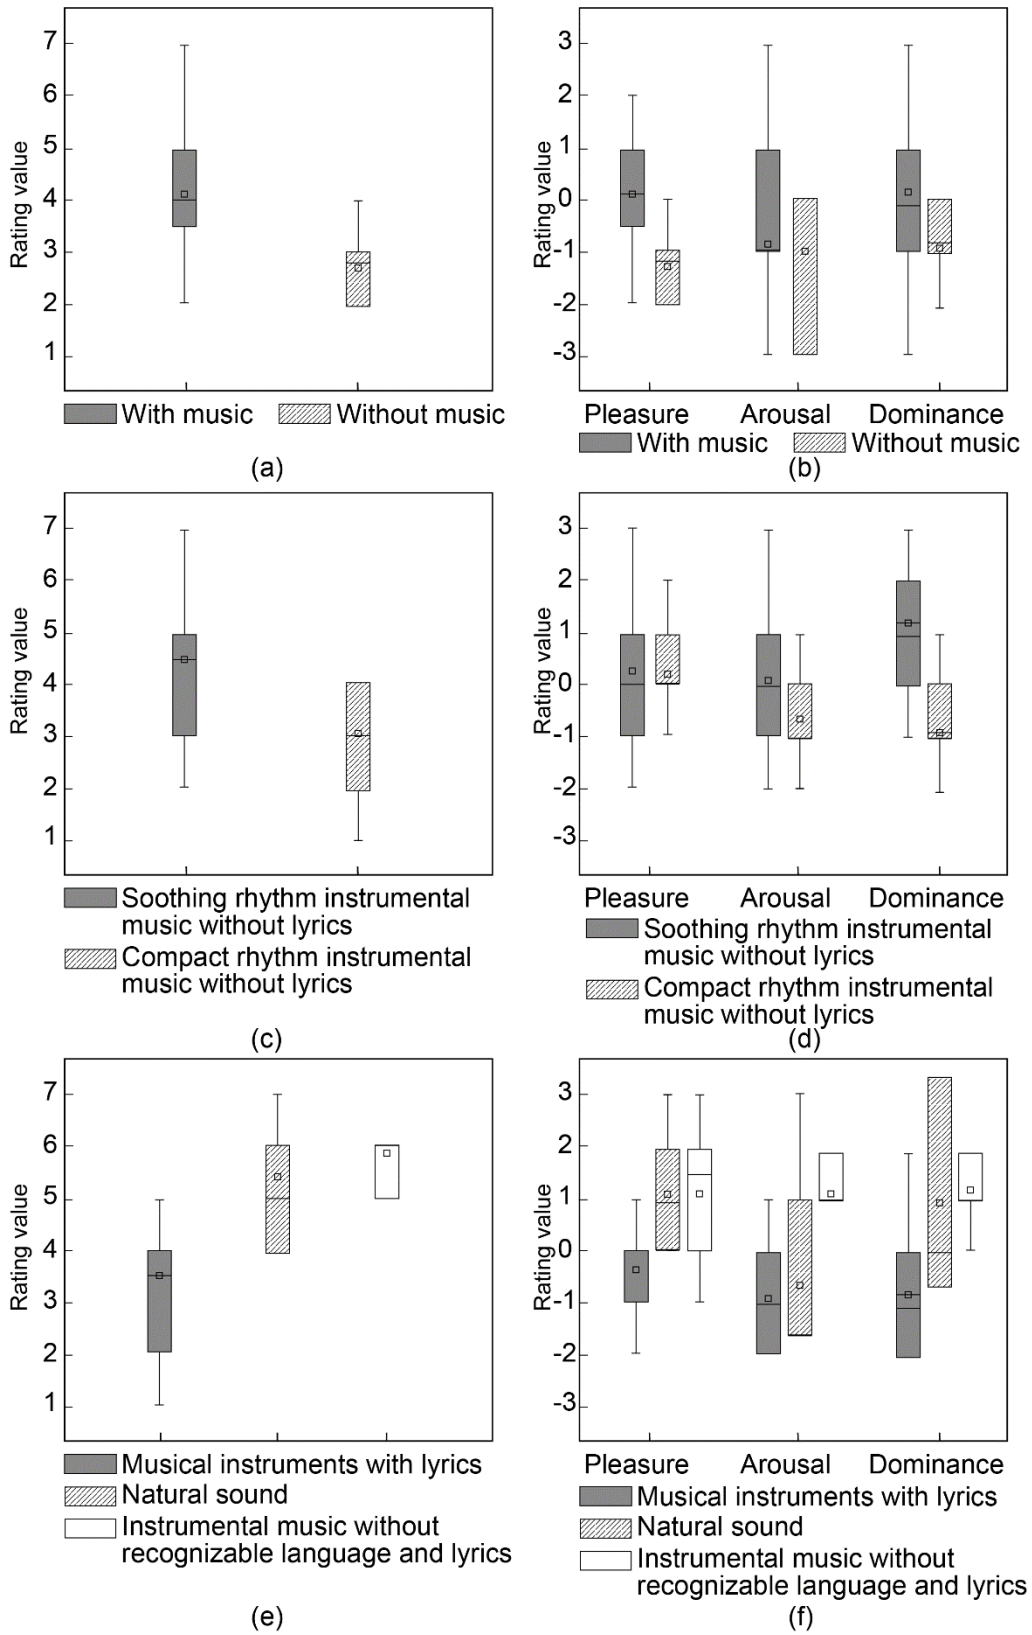 7
6
5
4
3
2
1
Rating value
With music
Without music
(a)
3
2
1
0
-1
-2
-3
Rating value
Pleasure
Arousal
Dominance
With music
Without music
(b)
7
6
5
4
3
2
1
Rating value
Soothing rhythm instrumental
music without lyrics
Compact rhythm instrumental
music without lyrics
(c)
3
2
1
0
-1
-2
-3
Rating value
Pleasure
Arousal
Dominance
Soothing rhythm instrumental
music without lyrics
Compact rhythm instrumental
music without lyrics
(d)
7
6
5
4
3
2
1
Rating value
Musical instruments with lyrics
Natural sound
Instrumental music without
recognizable language and lyrics
(e)
3
2
1
0
-1
-2
-3
Rating value
Pleasure
Arousal
Dominance
Musical instruments with lyrics
Natural sound
Instrumental music without
recognizable language and lyrics
(f)